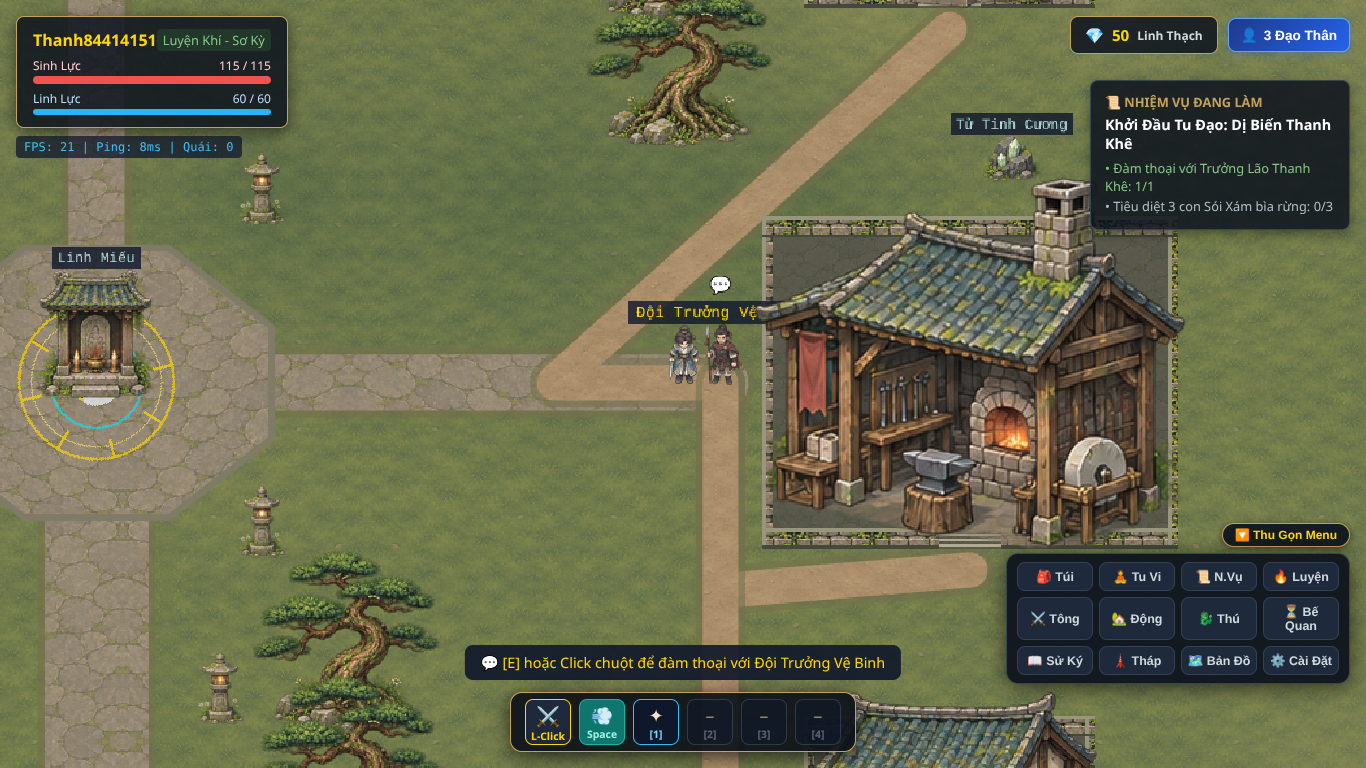 Thanh84414151 Luyện Khí - Sơ Kỳ
Sinh Lực 115 / 115
Linh Lực 60 / 60
FPS: 21 | Ping: 8ms | Quái: 0
50 Linh Thạch
3 Đạo Thân
NHIỆM VỤ ĐANG LÀM
Khởi Đầu Tu Đạo: Dị Biến Thanh
Khê
• Đàm thoại với Trưởng Lão Thanh
Khê: 1/1
• Tiêu diệt 3 con Sói Xám bìa rừng: 0/3
Tử Tinh Cương
Linh Miếu
Đội Trưởng Vệ
Thu Gọn Menu
Túi Tu Vi N.Vụ Luyện
Tông Động Thú Bế
Quan
Sử Ký Tháp Bản Đồ Cài Đặt
[E] hoặc Click chuột để đàm thoại với Đội Trưởng Vệ Binh
L-Click Space [1] [2] [3] [4]